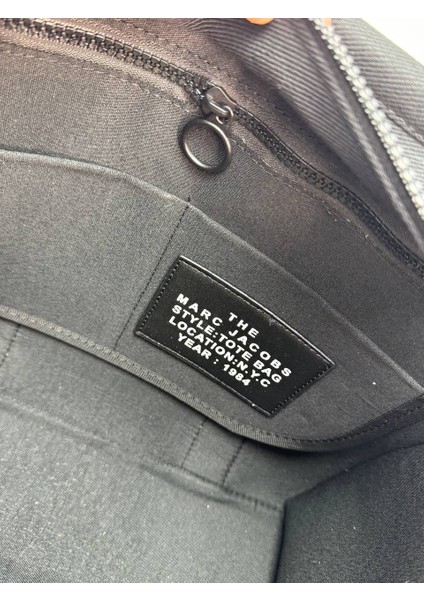 THE
MARC JACOBS
STYLE:TOTE BAG
LOCATION:N.Y.C
YEAR : 1984